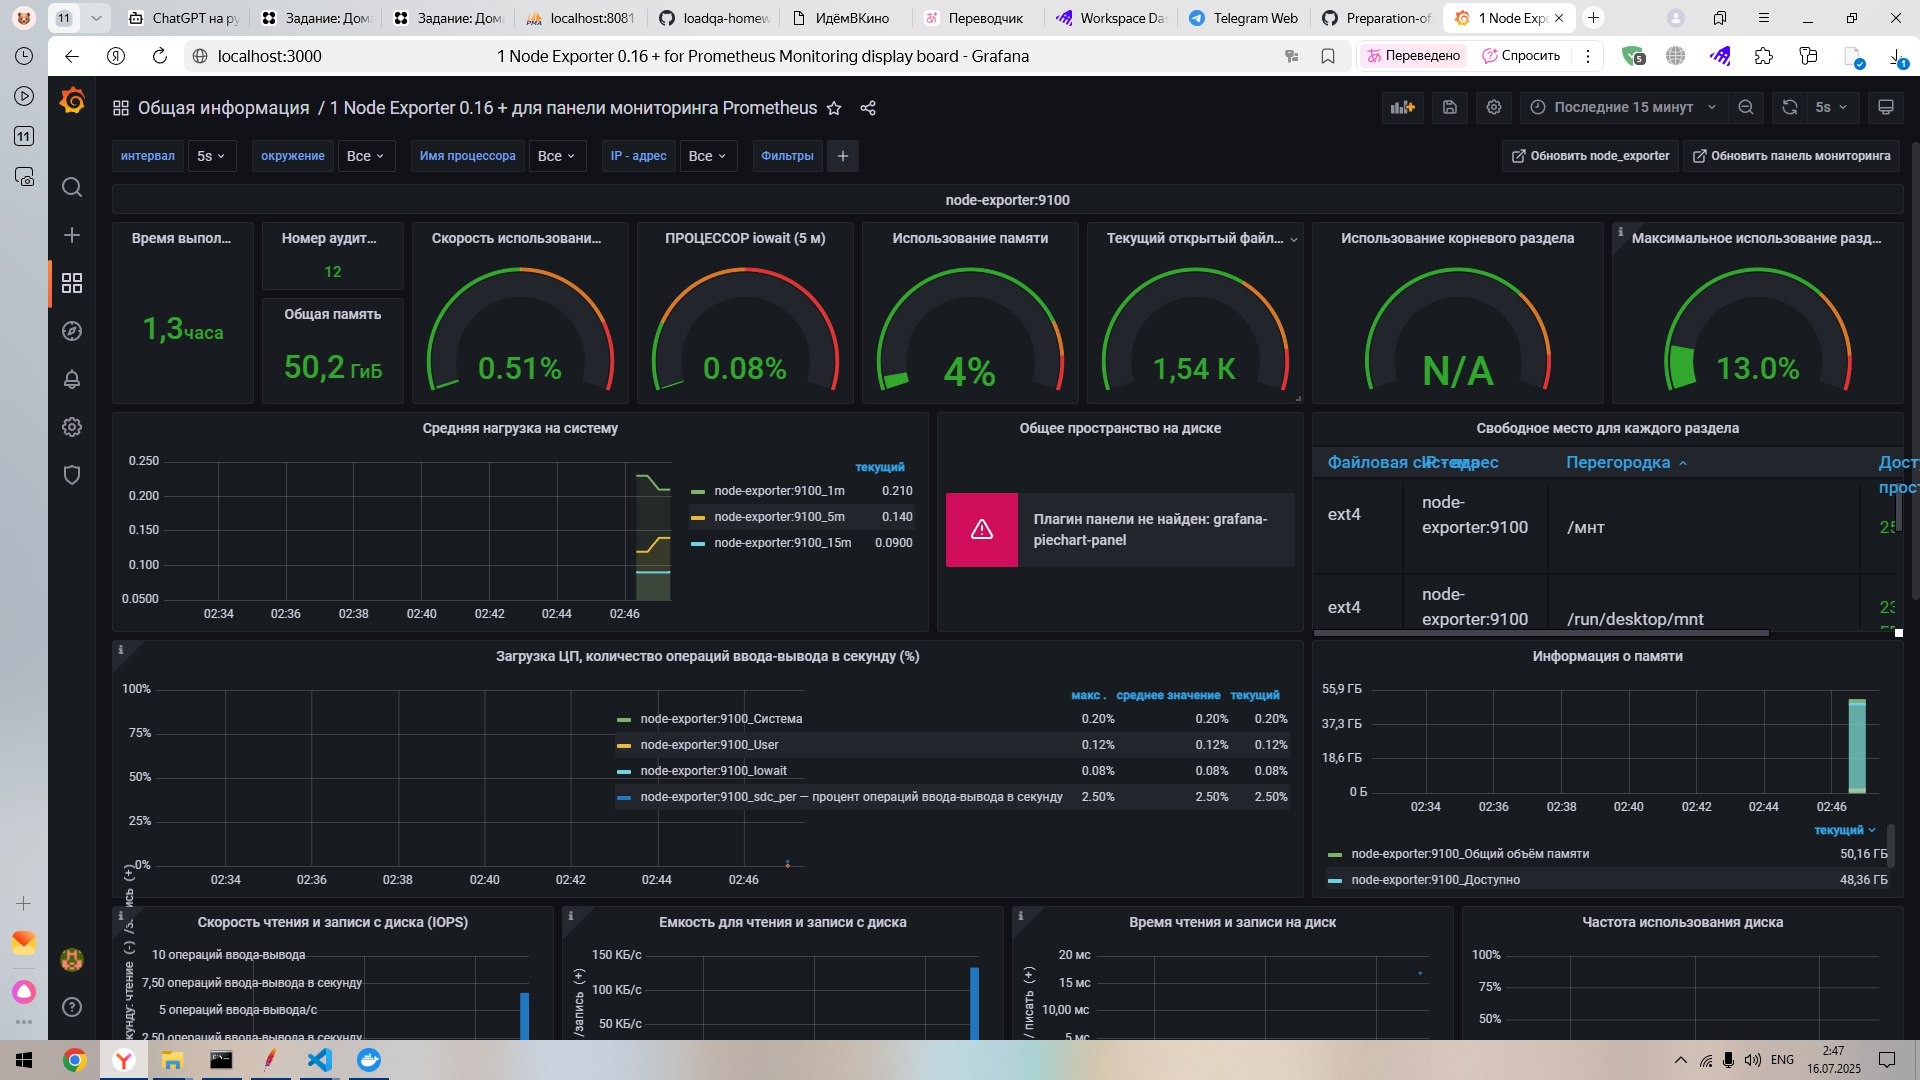 11
ChatGPT на ру
Задание: Дом
Задание: Дом
localhost:8081
loadqa-homew
ИдёмВКино
Переводчик
Workspace Das
Telegram Web
Preparation-of-
1 Node Expo
localhost:3000
1 Node Exporter 0.16 + for Prometheus Monitoring display board - Grafana
Переведено
Спросить
5
1
11
Общая информация / 1 Node Exporter 0.16 + для панели мониторинга Prometheus
Последние 15 минут
5s
интервал
5s
окружение
Все
Имя процессора
Все
IP - адрес
Все
Фильтры
Обновить node_exporter
Обновить панель мониторинга
node-exporter:9100
Время выпол...
1,3часа
Номер аудит...
12
Общая память
50,2 ГиБ
Скорость использовани...
0.51%
ПРОЦЕССОР iowait (5 м)
0.08%
Использование памяти
4%
Текущий открытый файл...
1,54 К
Использование корневого раздела
N/A
Максимальное использование разд...
13.0%
Средняя нагрузка на систему
0.250
0.200
0.150
0.100
0.0500
02:34
02:36
02:38
02:40
02:42
02:44
02:46
текущий
node-exporter:9100_1m 0.210
node-exporter:9100_5m 0.140
node-exporter:9100_15m 0.0900
Общее пространство на диске
Плагин панели не найден: grafana-
piechart-panel
Свободное место для каждого раздела
Файловая система
IP - адрес
Перегородка
Дост
прост
ext4
node-
exporter:9100
/мнт
25
ext4
node-
exporter:9100
/run/desktop/mnt
23
Загрузка ЦП, количество операций ввода-вывода в секунду (%)
100%
75%
50%
25%
0%
02:34
02:36
02:38
02:40
02:42
02:44
02:46
макс . среднее значение текущий
node-exporter:9100_Система 0.20% 0.20% 0.20%
node-exporter:9100_User 0.12% 0.12% 0.12%
node-exporter:9100_Iowait 0.08% 0.08% 0.08%
node-exporter:9100_sdc_per — процент операций ввода-вывода в секунду 2.50% 2.50% 2.50%
Информация о памяти
55,9 ГБ
37,3 ГБ
18,6 ГБ
0 Б
02:34
02:36
02:38
02:40
02:42
02:44
02:46
текущий
node-exporter:9100_Общий объём памяти 50,16 ГБ
node-exporter:9100_Доступно 48,36 ГБ
Скорость чтения и записи с диска (IOPS)
10 операций ввода-вывода
7,50 операций ввода-вывода в секунду
5 операций ввода-вывода/с
2,50 операций ввода-вывода в секунду
кунду: чтение (-) /з
ись (+)
Емкость для чтения и записи с диска
150 КБ/с
100 КБ/с
50 КБ/с
/запись (+)
Время чтения и записи на диск
20 мс
15 мс
10,00 мс
5 мс
/ писать (+)
Частота использования диска
100%
75%
50%
ENG
2:47
16.07.2025